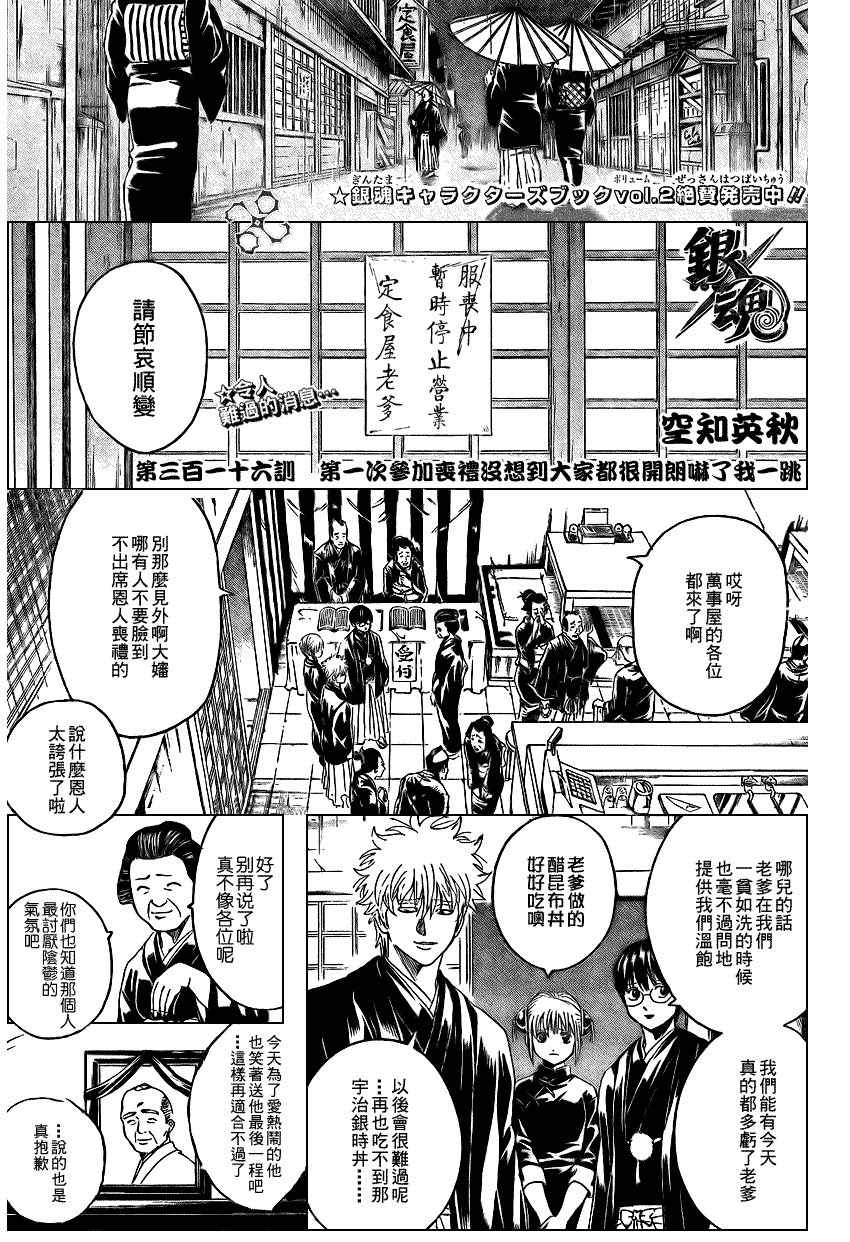 定食屋
ぎんたま
ボリューム
ぜっさんはつばいちゅう
☆銀魂キャラクターズブックvol.2絶賛発売中!!
銀魂
服喪中
暫時停止營業
定食屋老爹
請節哀順變
☆令人
難過的消息…
空知英秋
第三百一十六訓　第一次參加喪禮沒想到大家都很開朗嚇了我一跳
哎呀
萬事屋的各位
都來了啊
受付
別那麼見外啊大嬸
哪有人不要臉到
不出席恩人喪禮的
說什麼恩人
太誇張了啦
哪兒的話
老爹在我們
一貧如洗的時候
也毫不過問地
提供我們溫飽
老爹做的
醋昆布丼
好好吃噢
我們能有今天
真的都多虧了老爹
以後會很難過呢
…再也吃不到那
宇治銀時丼……
好了
別再说了啦
真不像各位呢
你們也知道那個人
最討厭陰鬱的
氣氛吧
今天為了愛熱鬧的他
也笑著送他最後一程吧
…這樣再適合不過了
…說的也是
真抱歉